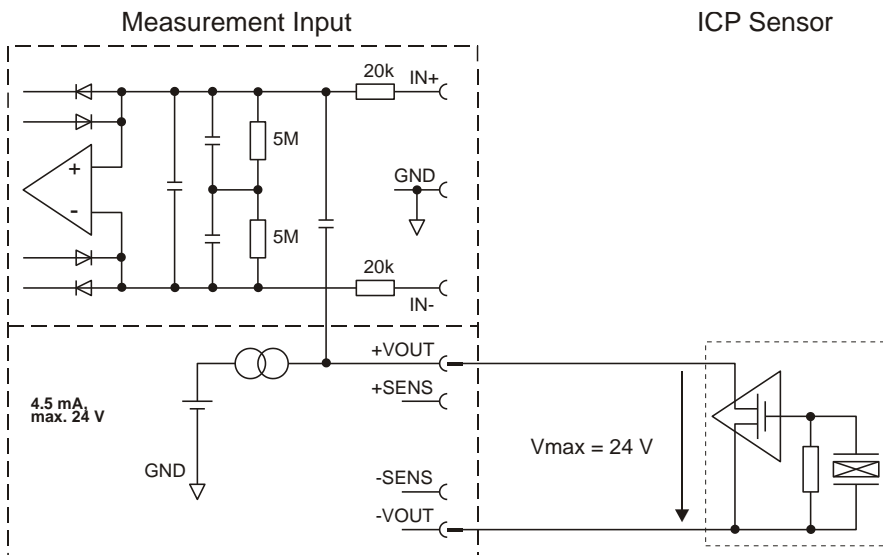 Measurement Input
ICP Sensor
20k
IN+
5M
+
GND
-
5M
20k
IN-
+VOUT
+SENS
4.5 mA,
max. 24 V
Vmax = 24 V
GND
-SENS
-VOUT